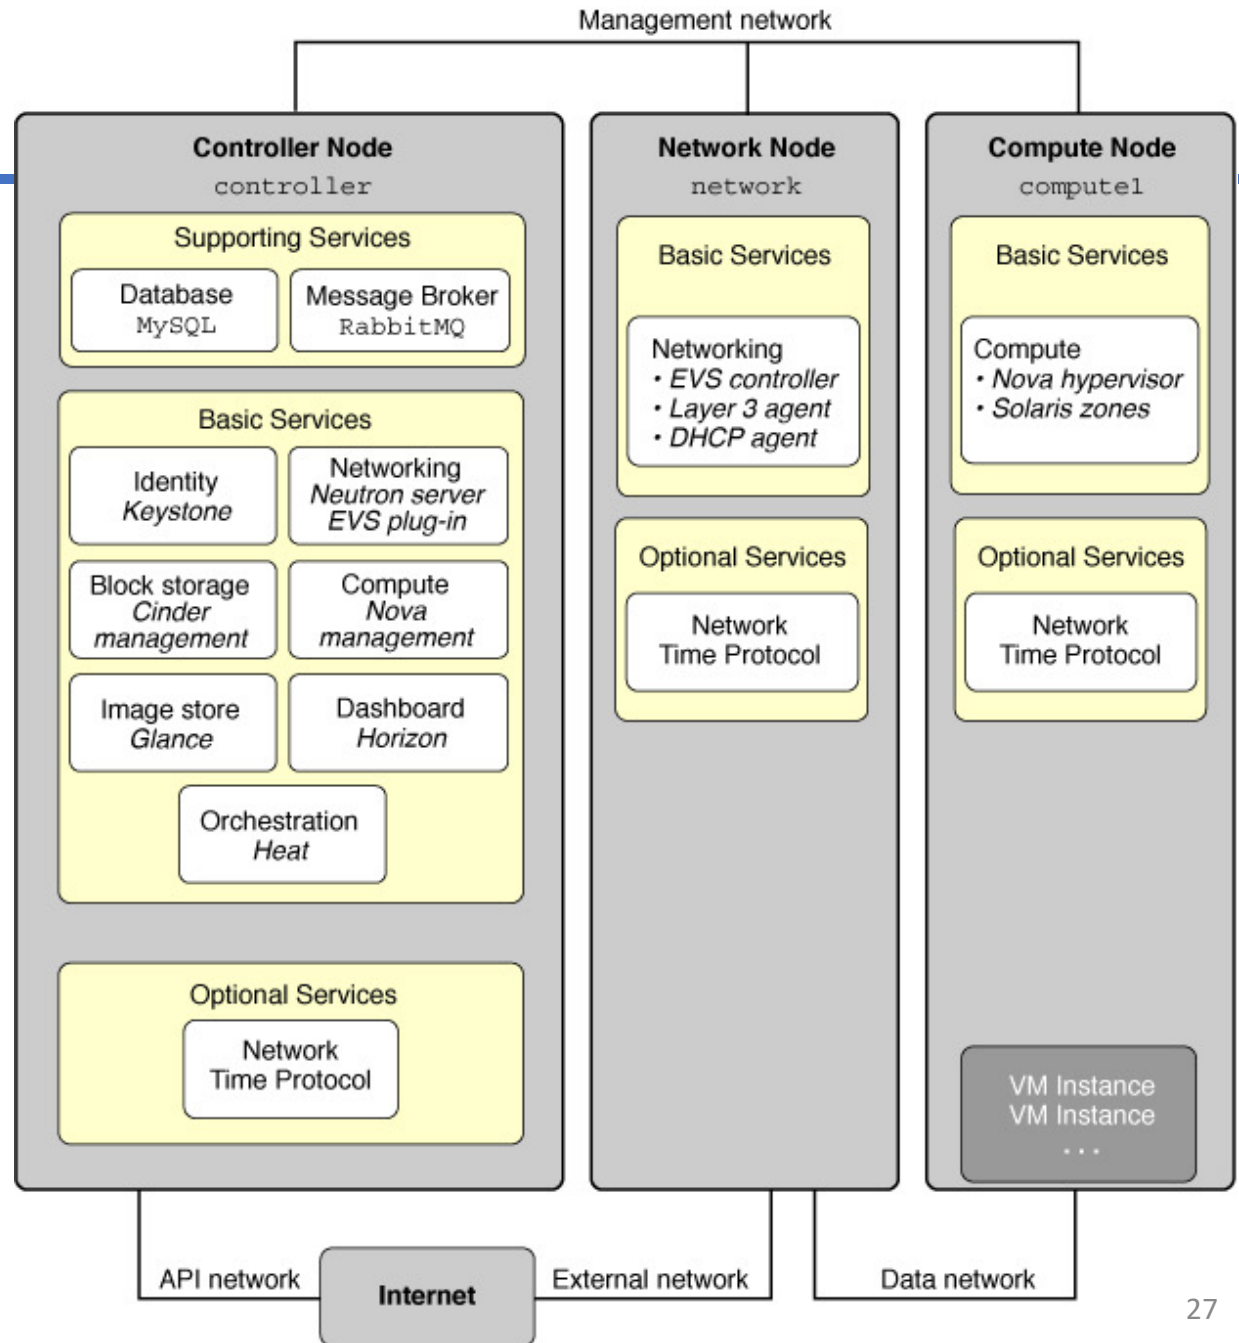 Management network
Controller Node
controller
Supporting Services
Database
MySQL
Message Broker
RabbitMQ
Basic Services
Identity
Keystone
Networking
Neutron server
EVS plug-in
Block storage
Cinder
management
Compute
Nova
management
Image store
Glance
Dashboard
Horizon
Orchestration
Heat
Optional Services
Network
Time Protocol
Network Node
network
Basic Services
Networking
• EVS controller
• Layer 3 agent
• DHCP agent
Optional Services
Network
Time Protocol
Compute Node
compute1
Basic Services
Compute
• Nova hypervisor
• Solaris zones
Optional Services
Network
Time Protocol
VM Instance
VM Instance
. . .
API network
Internet
External network
Data network
27